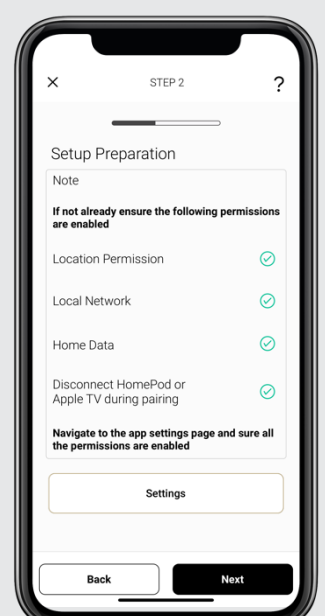 STEP 2
?
Setup Preparation
Note
If not already ensure the following permissions
are enabled
Location Permission
Local Network
Home Data
Disconnect HomePod or
Apple TV during pairing
Navigate to the app settings page and sure all
the permissions are enabled
Settings
Back
Next